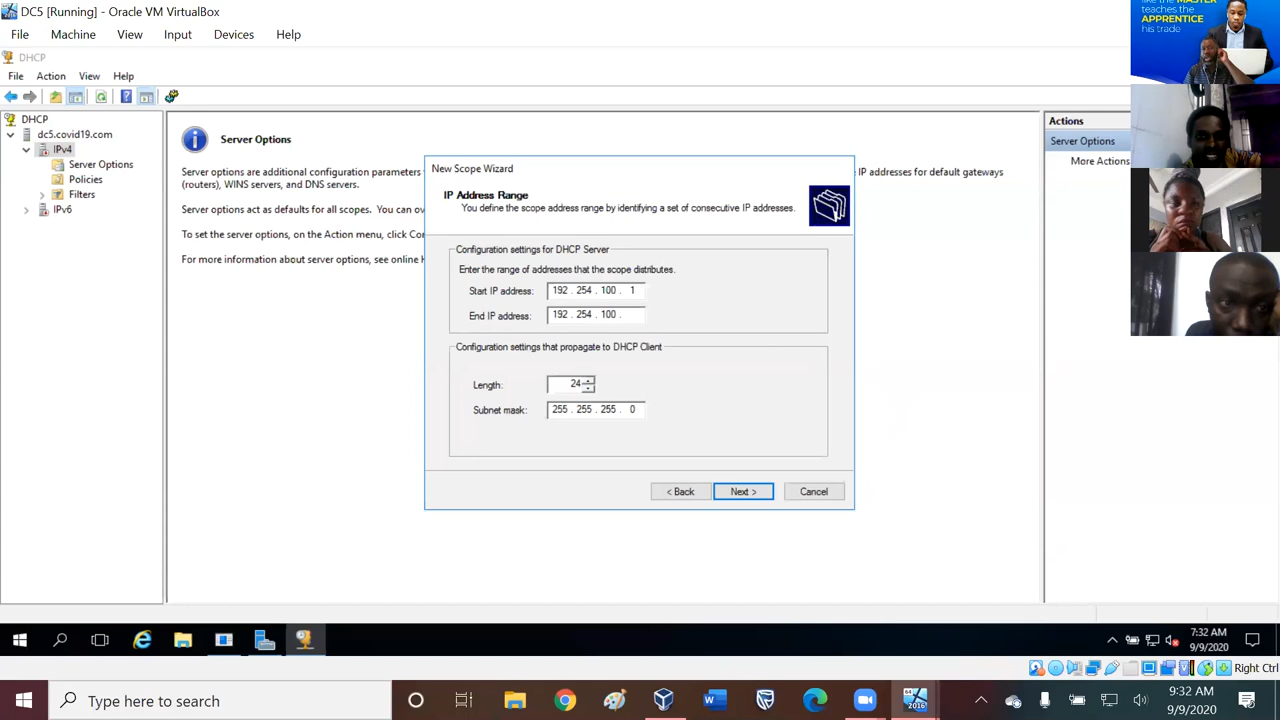 DC5 [Running] - Oracle VM VirtualBox
File Machine View Input Devices Help
like the MASTER
teaches the
APPRENTICE
his trade
DHCP
File Action View Help
DHCP
dc5.covid19.com
IPv4
Server Options
Policies
Filters
IPv6
Server Options
Server options are additional configuration parameters
IP addresses for default gateways
(routers), WINS servers, and DNS servers.
Server options act as defaults for all scopes. You can ov
To set the server options, on the Action menu, click Cor
For more information about server options, see online H
New Scope Wizard
IP Address Range
You define the scope address range by identifying a set of consecutive IP addresses.
Configuration settings for DHCP Server
Enter the range of addresses that the scope distributes.
Start IP address: 192 . 254 . 100 . 1
End IP address: 192 . 254 . 100 .
Configuration settings that propagate to DHCP Client
Length: 24
Subnet mask: 255 . 255 . 255 . 0
< Back Next > Cancel
Actions
Server Options
More Actions
7:32 AM
9/9/2020
Right Ctrl
Type here to search
2016
9:32 AM
9/9/2020